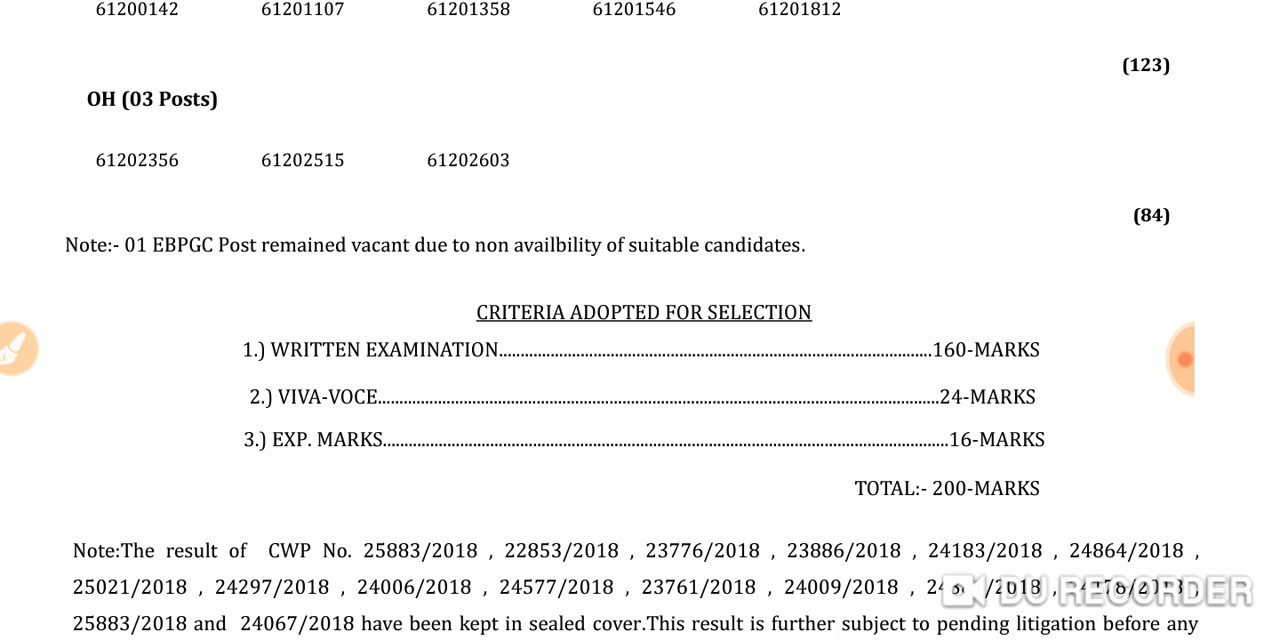 61200142 61201107 61201358 61201546 61201812
(123)
OH (03 Posts)
61202356 61202515 61202603
(84)
Note:- 01 EBPGC Post remained vacant due to non availbility of suitable candidates.
CRITERIA ADOPTED FOR SELECTION
1.) WRITTEN EXAMINATION....................................................................................................160-MARKS
2.) VIVA-VOCE....................................................................................................................................24-MARKS
3.) EXP. MARKS....................................................................................................................................16-MARKS
TOTAL:- 200-MARKS
Note:The result of CWP No. 25883/2018 , 22853/2018 , 23776/2018 , 23886/2018 , 24183/2018 , 24864/2018 ,
25021/2018 , 24297/2018 , 24006/2018 , 24577/2018 , 23761/2018 , 24009/2018 ,
DU RECORDER
25883/2018 and 24067/2018 have been kept in sealed cover.This result is further subject to pending litigation before any